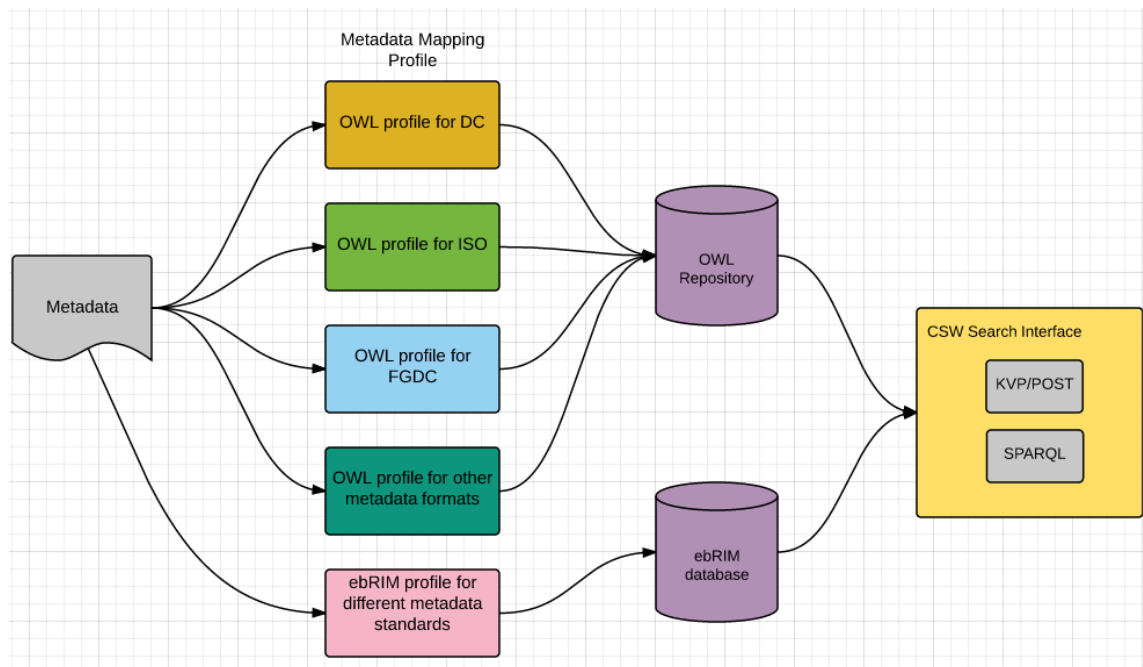 Metadata Mapping
Profile
OWL profile for DC
OWL profile for ISO
OWL profile for
FGDC
OWL profile for other
metadata formats
ebRIM profile for
different metadata
standards
Metadata
OWL
Repository
ebRIM
database
CSW Search Interface
KVP/POST
SPARQL